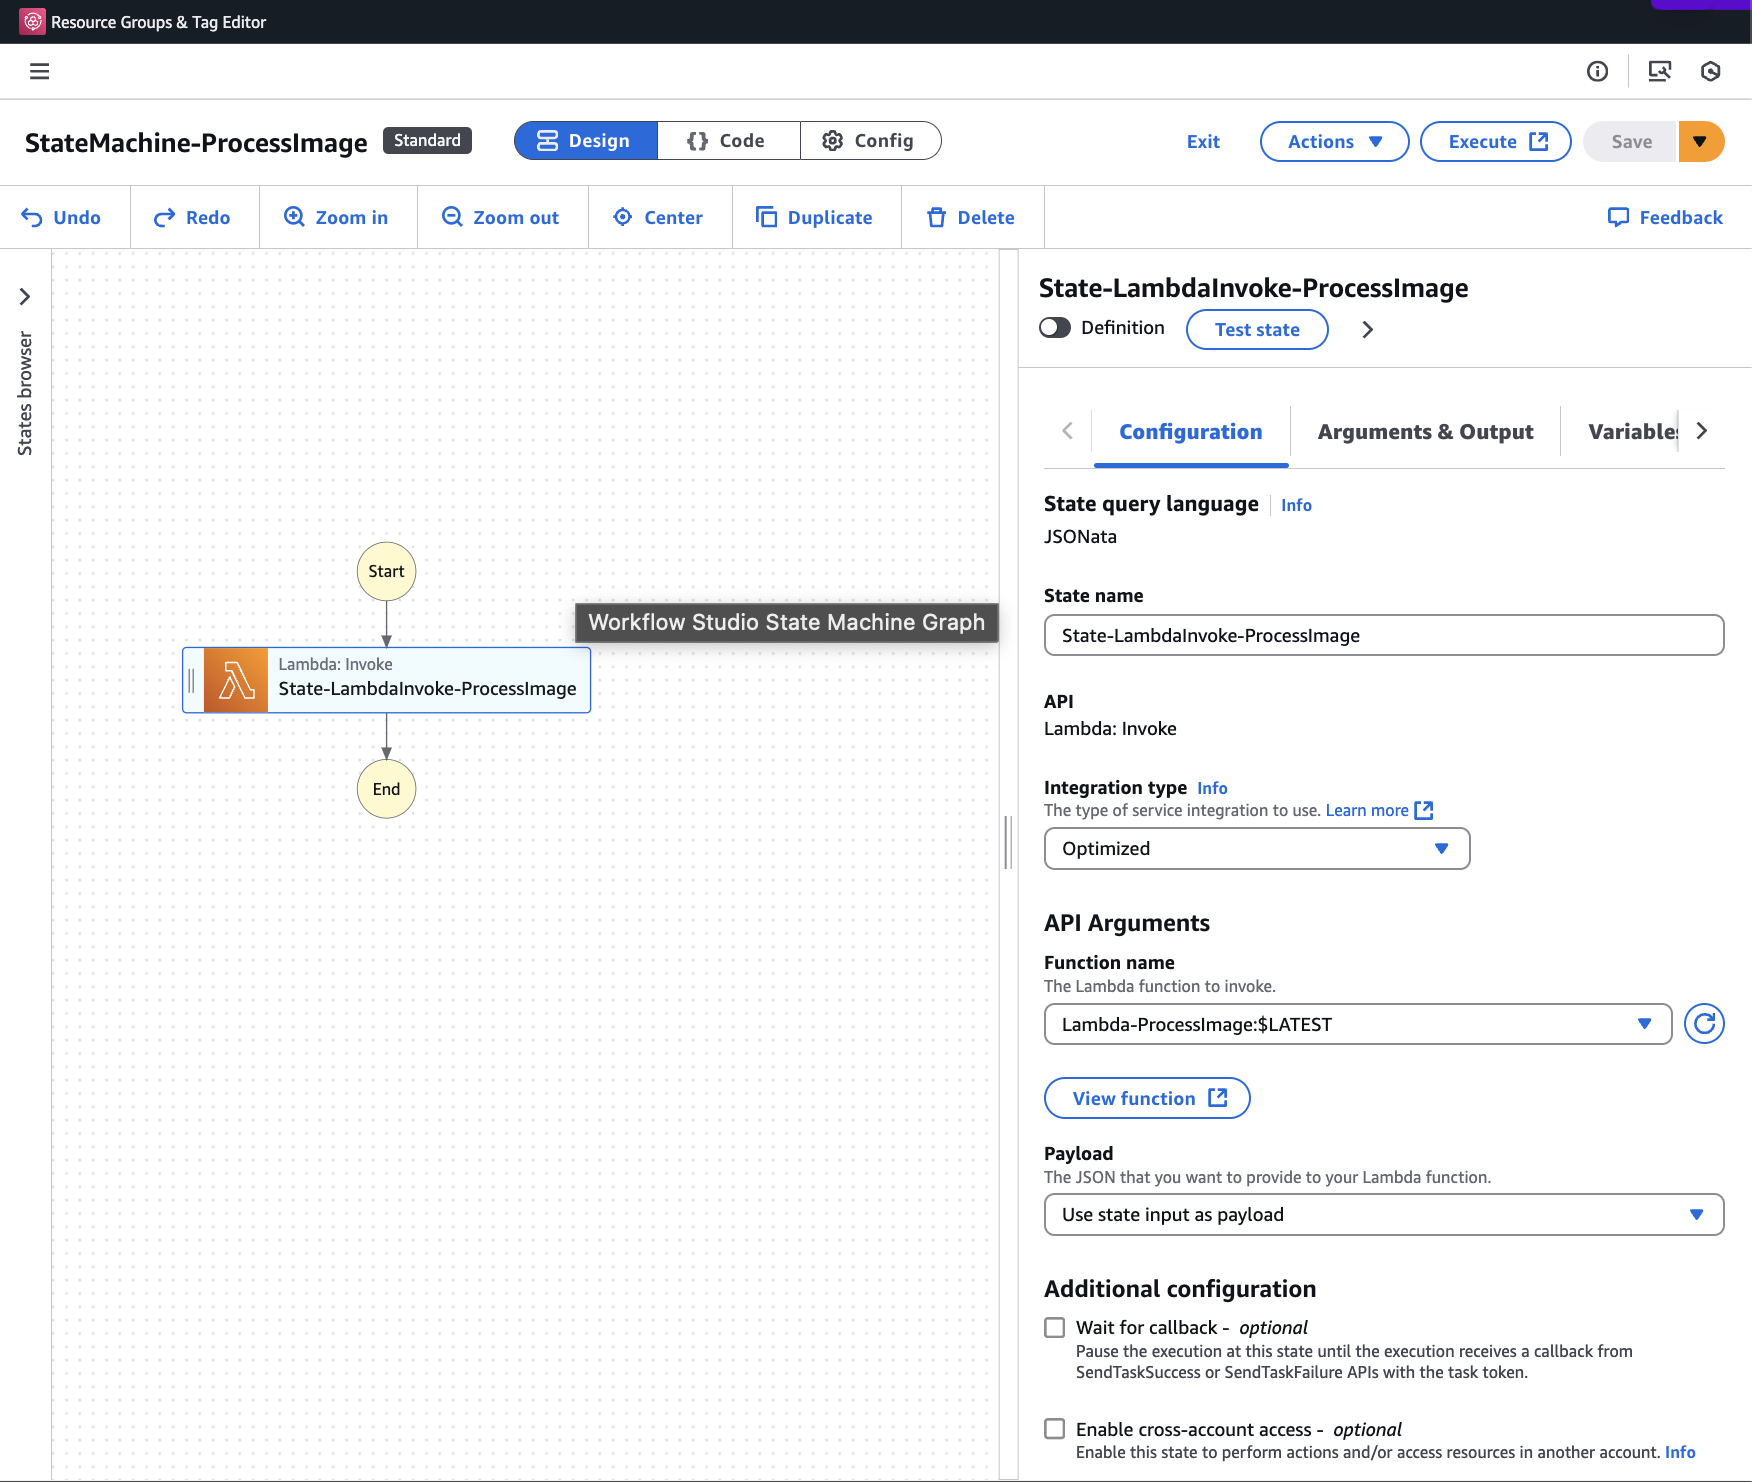 Resource Groups & Tag Editor
StateMachine-ProcessImage
Standard
Design
Code
Config
Exit
Actions
Execute
Save
Undo
Redo
Zoom in
Zoom out
Center
Duplicate
Delete
Feedback
States browser
Start
Workflow Studio State Machine Graph
Lambda: Invoke
State-LambdaInvoke-ProcessImage
End
State-LambdaInvoke-ProcessImage
Definition
Test state
Configuration
Arguments & Output
Variables
State query language
Info
JSONata
State name
State-LambdaInvoke-ProcessImage
API
Lambda: Invoke
Integration type Info
The type of service integration to use. Learn more
Optimized
API Arguments
Function name
The Lambda function to invoke.
Lambda-ProcessImage:$LATEST
View function
Payload
The JSON that you want to provide to your Lambda function.
Use state input as payload
Additional configuration
Wait for callback - optional
Pause the execution at this state until the execution receives a callback from
SendTaskSuccess or SendTaskFailure APIs with the task token.
Enable cross-account access - optional
Enable this state to perform actions and/or access resources in another account. Info